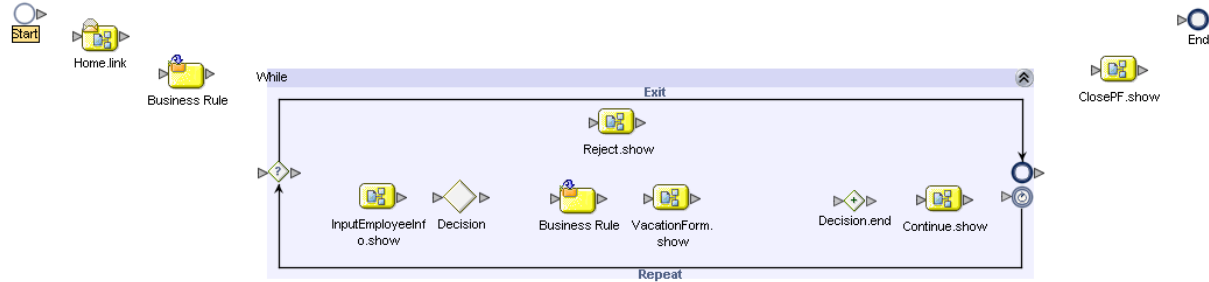 Start
End
Home.link
Business Rule
While
Exit
ClosePF.show
Reject.show
?
InputEmployeeInf
o.show
Decision
Business Rule
VacationForm.
show
Decision.end
Continue.show
Repeat